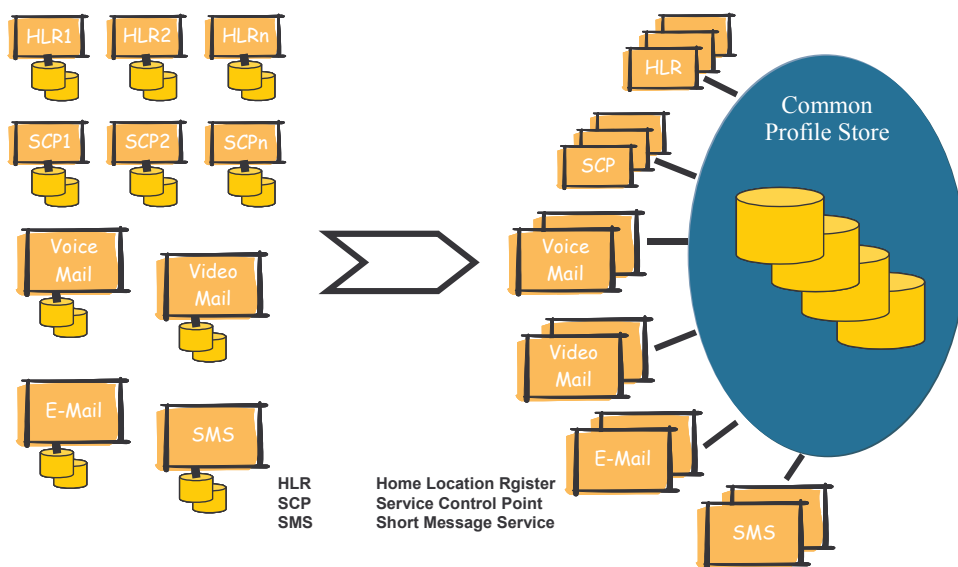 HLR1
HLR2
HLRn
SCP1
SCP2
SCPn
Voice
Mail
Video
Mail
E-Mail
SMS
HLR
SCP
Voice
Mail
Video
Mail
E-Mail
SMS
Common
Profile Store
HLR Home Location Rgister
SCP Service Control Point
SMS Short Message Service